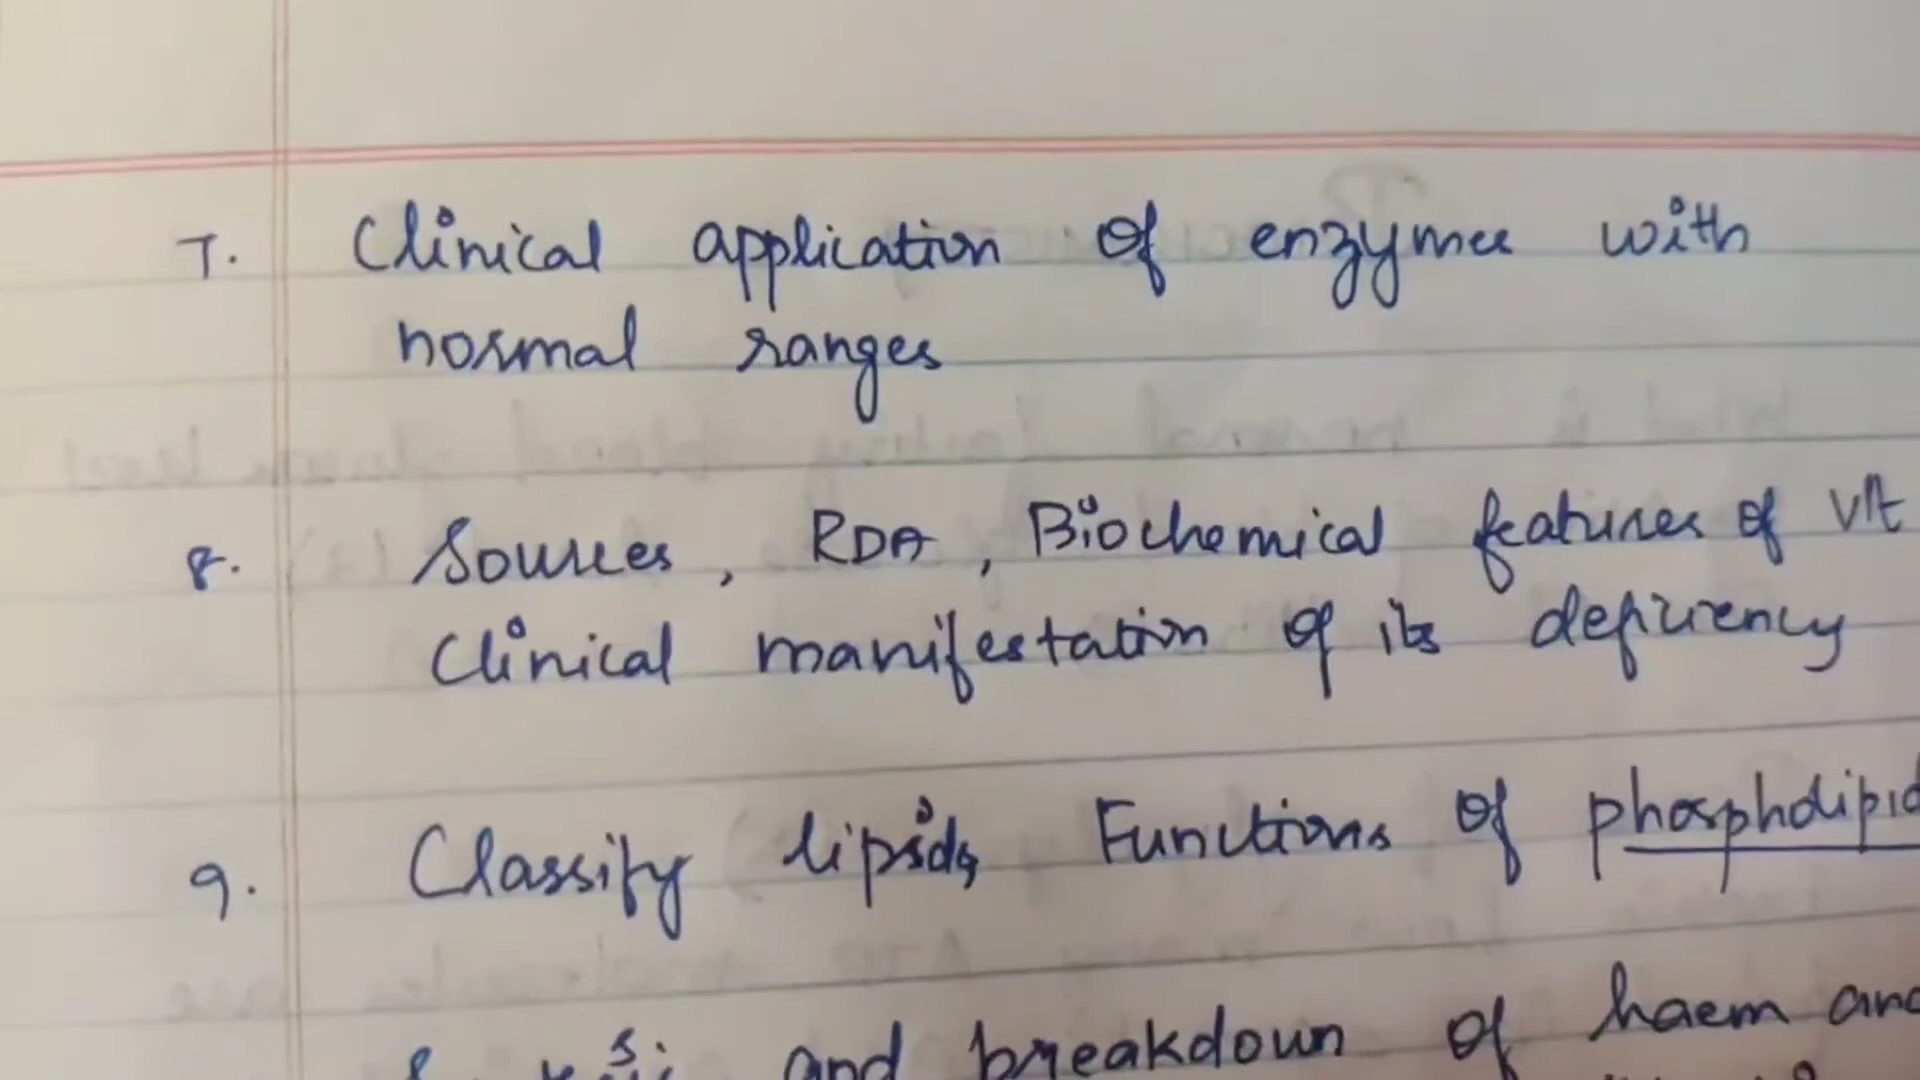 7. Clinical application of enzymes with
normal ranges
8. Sources, RDA, Biochemical features of Vit
Clinical manifestation of its deficiency
9. Classify lipids, Functions of phospholipid
and breakdown of haem and